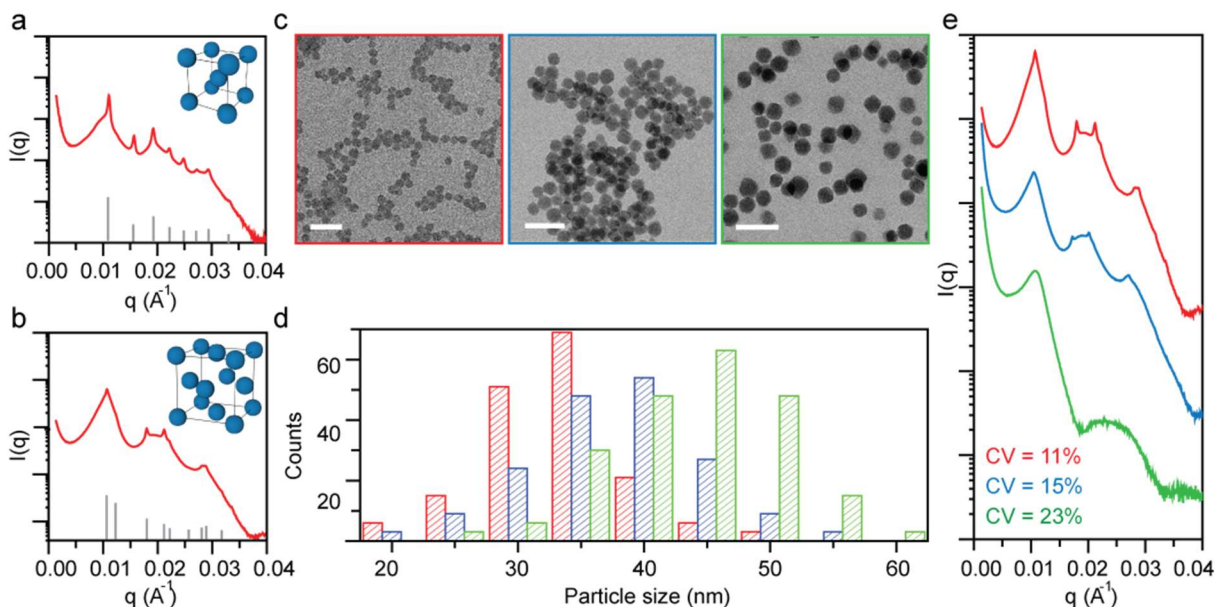 a
I(q)
0.00 0.01 0.02 0.03 0.04
q (A⁻¹)
b
I(q)
0.00 0.01 0.02 0.03 0.04
q (A⁻¹)
c
d
Counts
60
40
20
20 30 40 50 60
Particle size (nm)
e
I(q)
CV = 11%
CV = 15%
CV = 23%
0.00 0.01 0.02 0.03 0.04
q (A⁻¹)